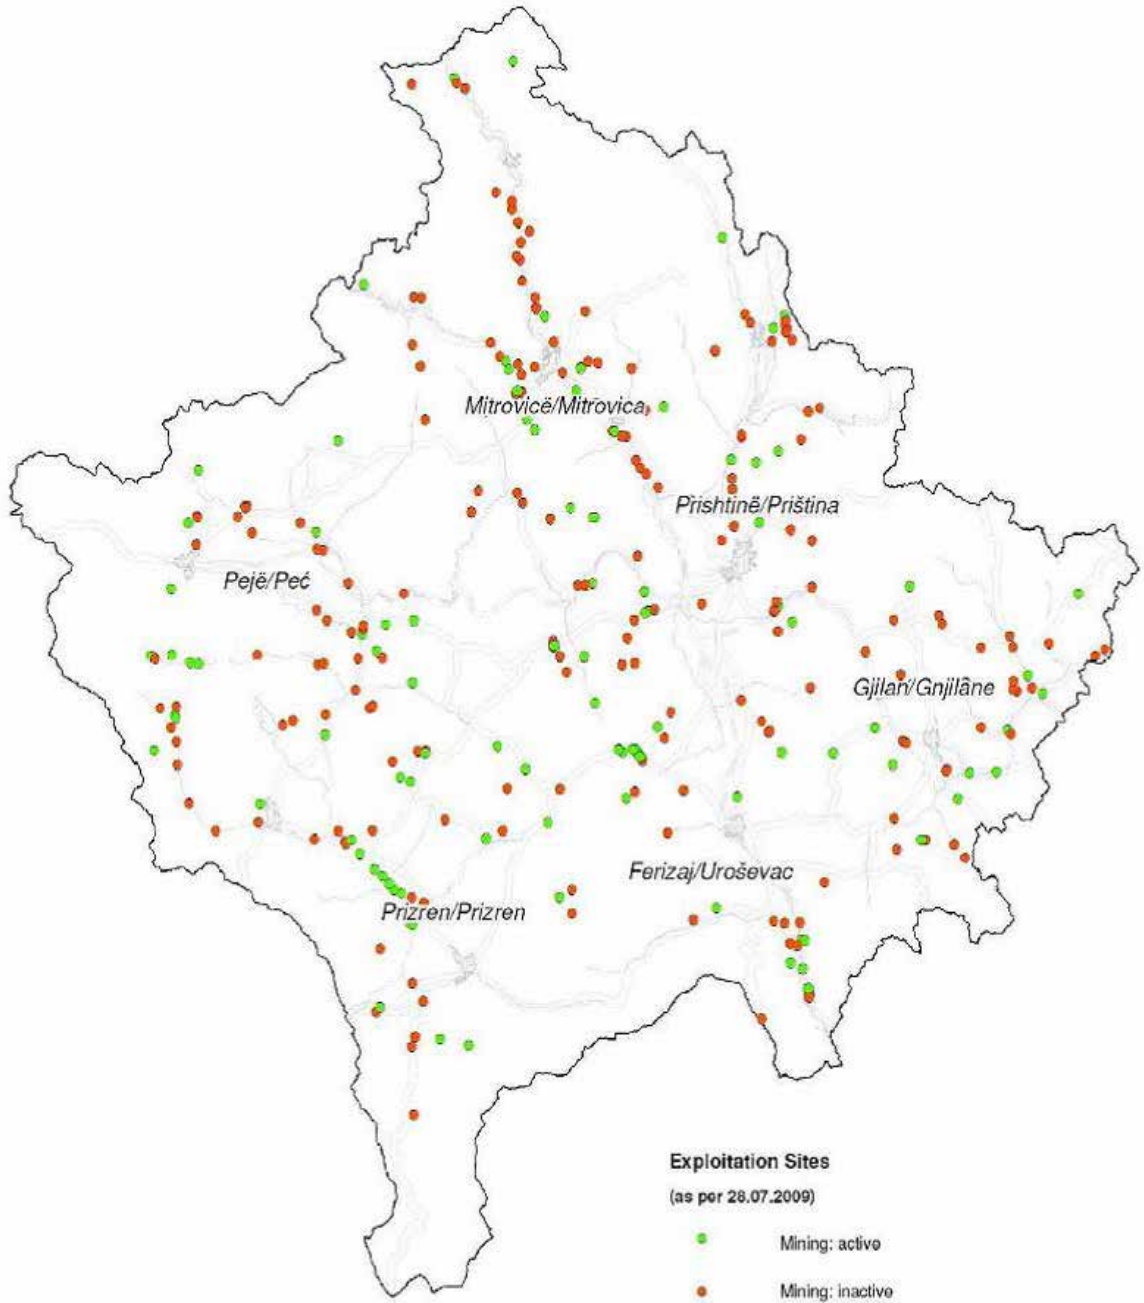 Mitrovicë/Mitrovica
Prishtinë/Priština
Pejë/Peć
Gjilan/Gnjilane
Ferizaj/Uroševac
Prizren/Prizren
Exploitation Sites
(as per 28.07.2009)
Mining: active
Mining: inactive